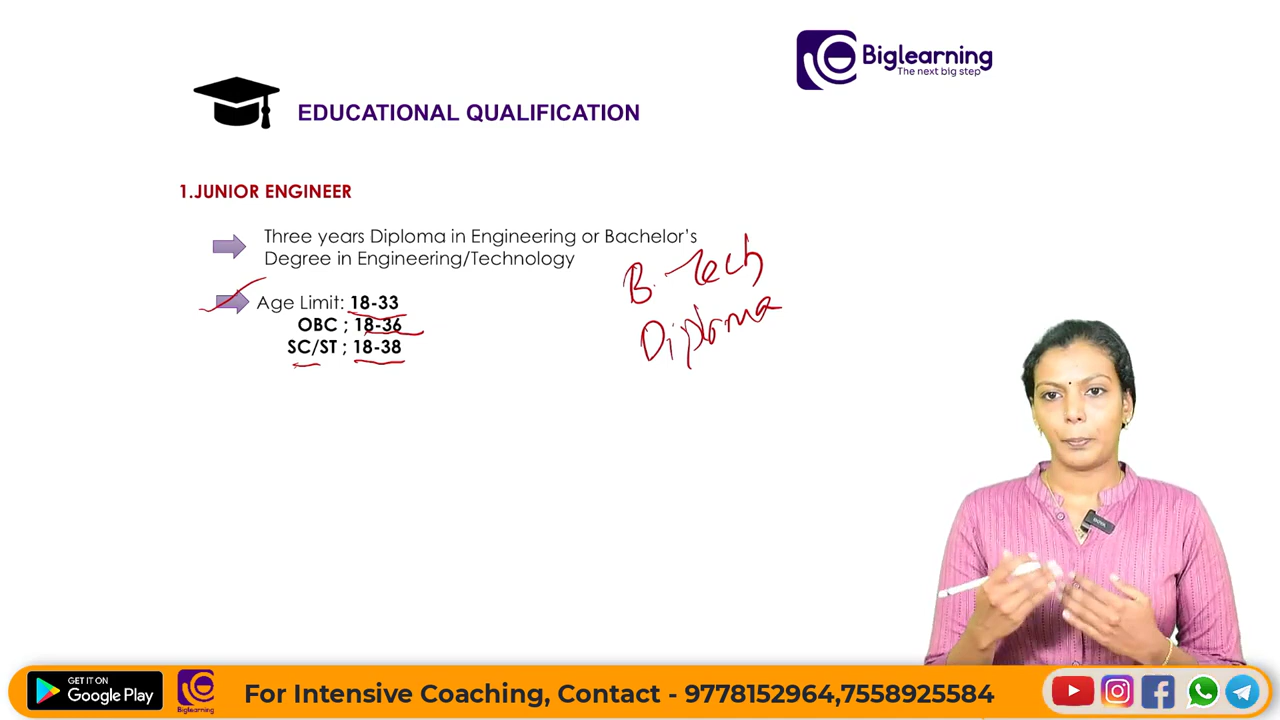 Biglearning
The next big step
EDUCATIONAL QUALIFICATION
1.JUNIOR ENGINEER
Three years Diploma in Engineering or Bachelor's
Degree in Engineering/Technology
B. Tech
Diploma
Age Limit: 18-33
OBC ; 18-36
SC/ST ; 18-38
GET IT ON
Google Play
Biglearning
For Intensive Coaching, Contact - 9778152964,7558925584